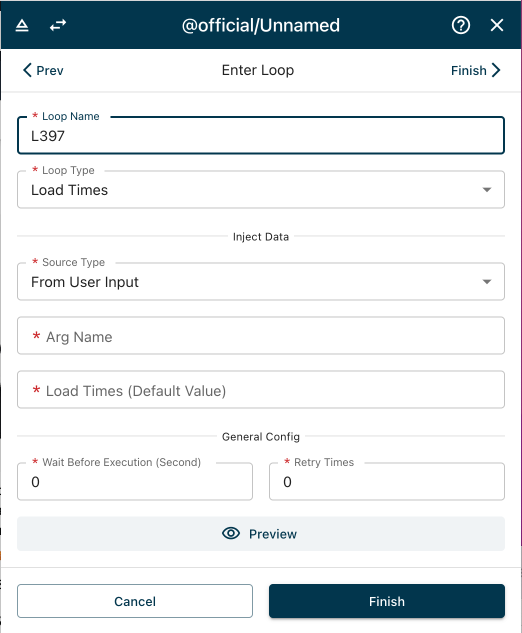 @official/Unnamed
Prev
Enter Loop
Finish
* Loop Name
L397
* Loop Type
Load Times
Inject Data
* Source Type
From User Input
* Arg Name
* Load Times (Default Value)
General Config
* Wait Before Execution (Second)
0
* Retry Times
0
Preview
Cancel
Finish